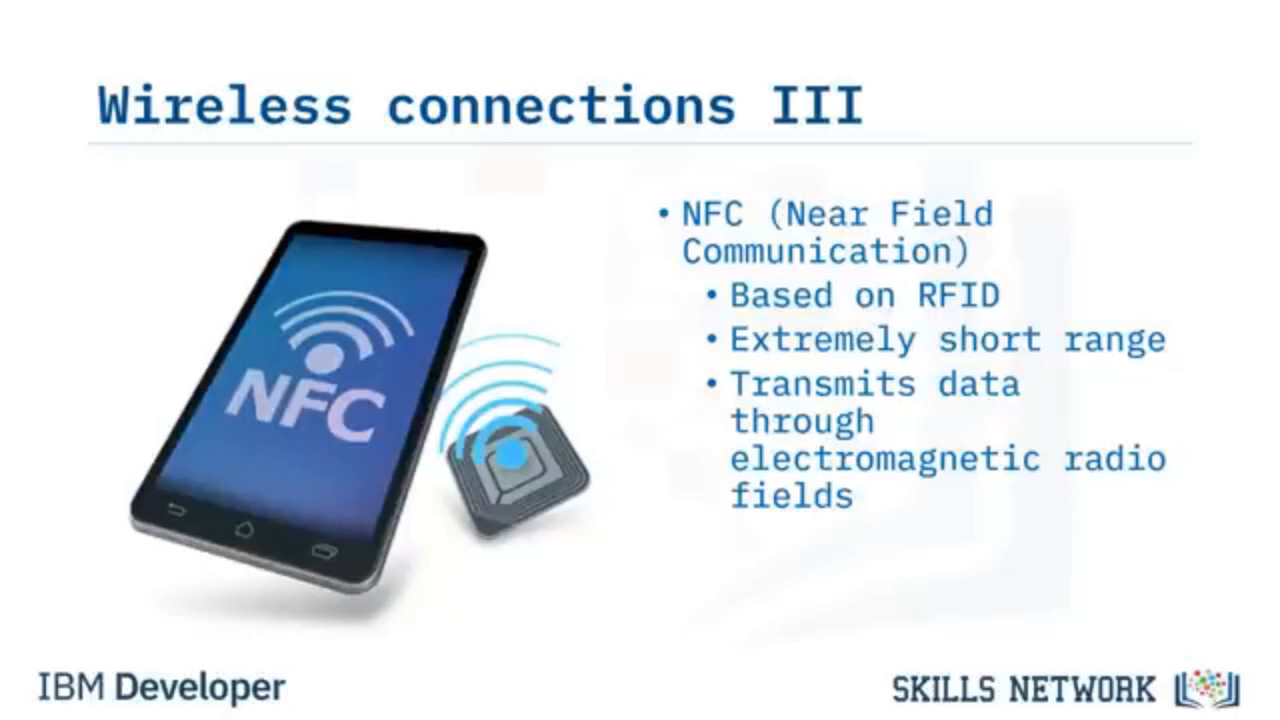 Wireless connections III
• NFC (Near Field
Communication)
• Based on RFID
• Extremely short range
• Transmits data
through
electromagnetic radio
fields
NFC
IBM Developer
SKILLS NETWORK